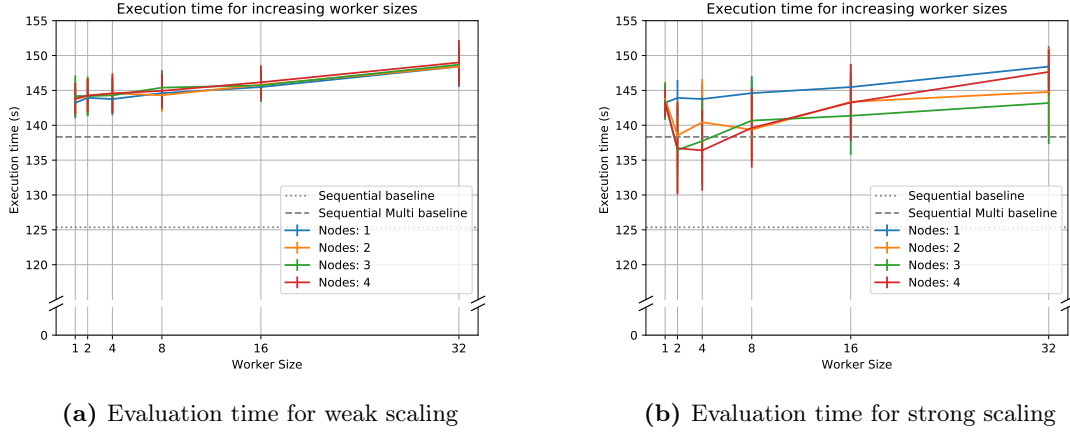 Execution time for increasing worker sizes
155
150
145
140
135
130
125
120
0
Execution time (s)
Sequential baseline
Sequential Multi baseline
Nodes: 1
Nodes: 2
Nodes: 3
Nodes: 4
1 2 4 8 16 32
Worker Size
(a) Evaluation time for weak scaling
Execution time for increasing worker sizes
155
150
145
140
135
130
125
120
0
Execution time (s)
Sequential baseline
Sequential Multi baseline
Nodes: 1
Nodes: 2
Nodes: 3
Nodes: 4
1 2 4 8 16 32
Worker Size
(b) Evaluation time for strong scaling